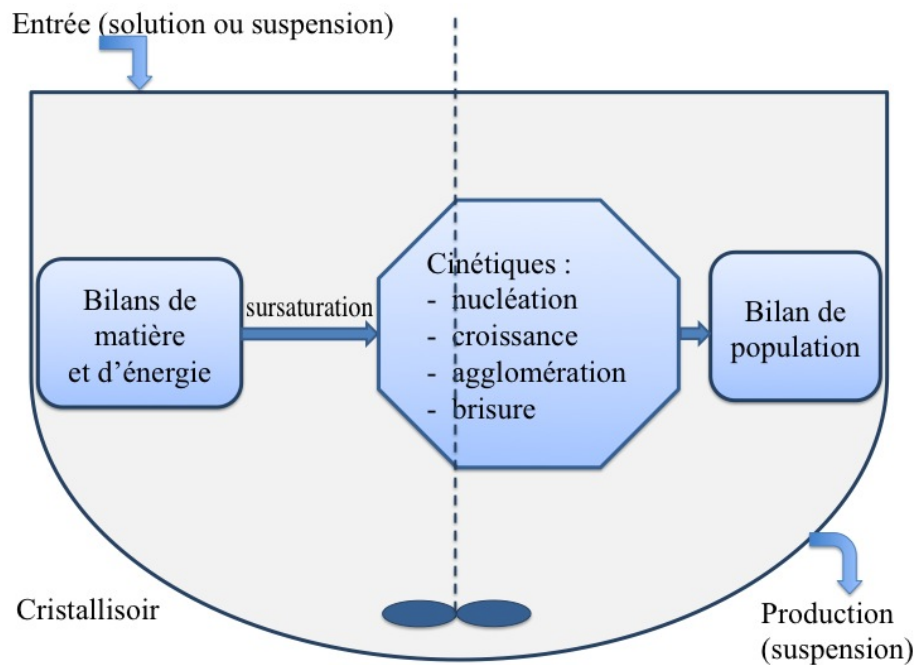 Entrée (solution ou suspension)
Bilans de
matière
et d’énergie
sursaturation
Cinétiques :
- nucléation
- croissance
- agglomération
- brisure
Bilan de
population
Cristallisoir
Production
(suspension)